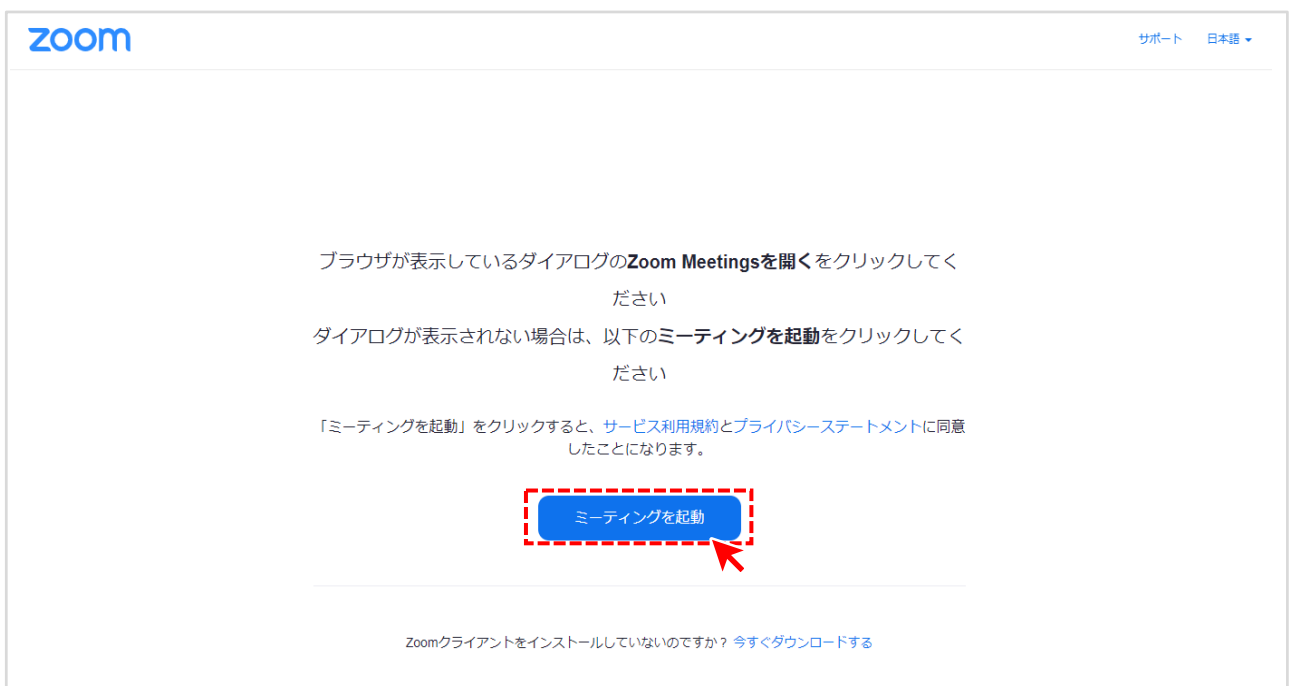 zoom
サポート 日本語
ブラウザが表示しているダイアログのZoom Meetingsを開くをクリックしてく
ださい
ダイアログが表示されない場合は、以下のミーティングを起動をクリックしてく
ださい
「ミーティングを起動」をクリックすると、サービス利用規約とプライバシーステートメントに同意
したことになります。
ミーティングを起動
Zoomクライアントをインストールしていないのですか？ 今すぐダウンロードする